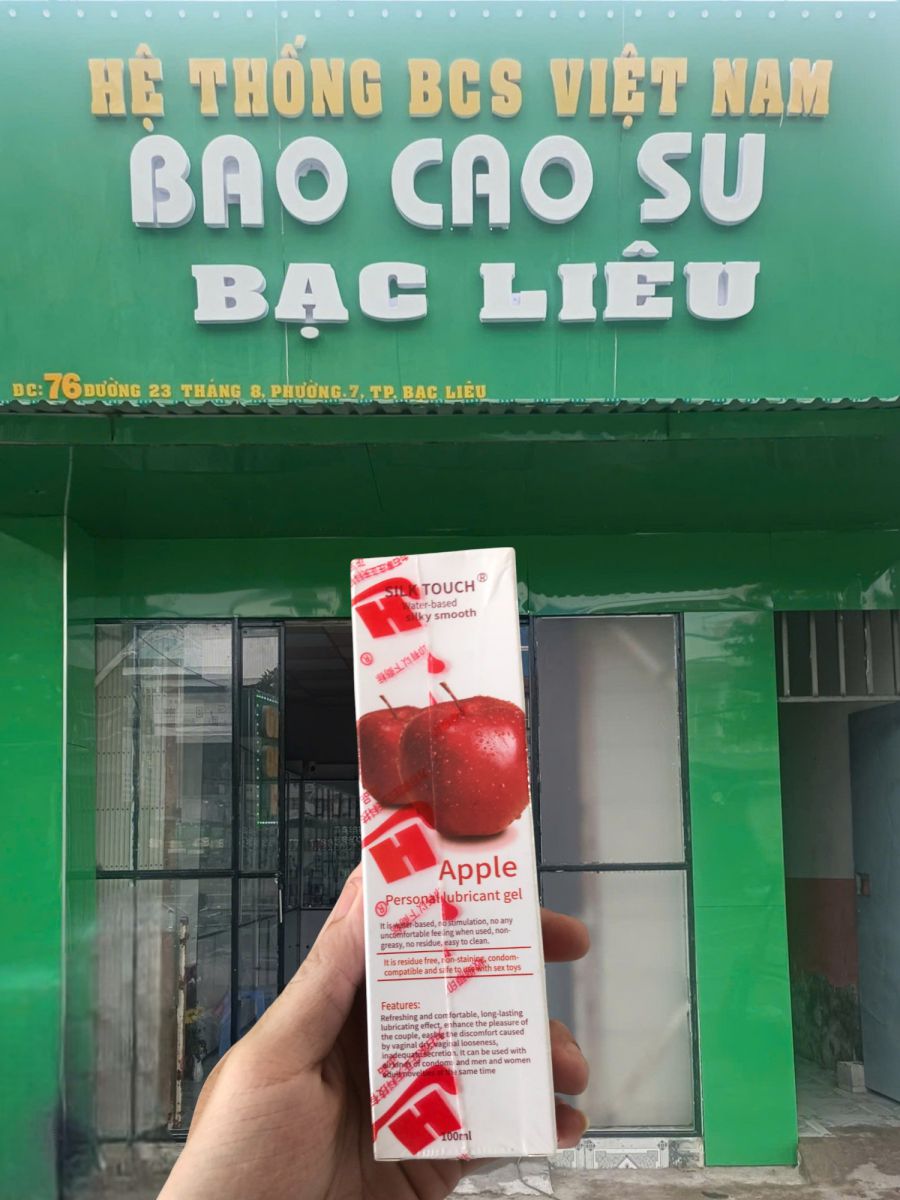 HỆ THỐNG BCS VIỆT NAM
BAO CAO SU
BẠC LIÊU
ĐC: 76 ĐƯỜNG 23 THÁNG 8, PHƯỜNG.7, TP. BẠC LIÊU
SILK TOUCH®
Water-based
silky smooth
Apple
Personal lubricant gel
It is water-based, no stimulation, no any
uncomfortable feeling when used, non-
greasy, no residue, easy to clean.
It is residue free, non-staining, condom-
compatible and safe to use with sex toys
Features:
Refreshing and comfortable, long-lasting
lubricating effect, enhance the pleasure of
the couple, easing the discomfort caused
by vaginal dry, vaginal looseness,
inadequate secretion. It can be used with
all kinds of condoms and men and women
adult novelties at the same time
100ml